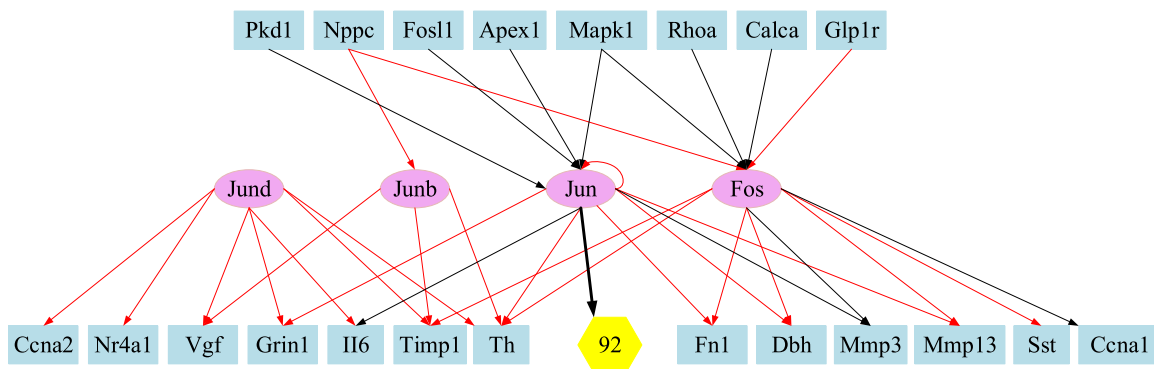 Pkd1 Nppc Fosl1 Apex1 Mapk1 Rhoa Calca Glp1r
Jund Junb Jun Fos
Ccna2 Nr4a1 Vgf Grin1 Il6 Timp1 Th 92 Fn1 Dbh Mmp3 Mmp13 Sst Ccna1